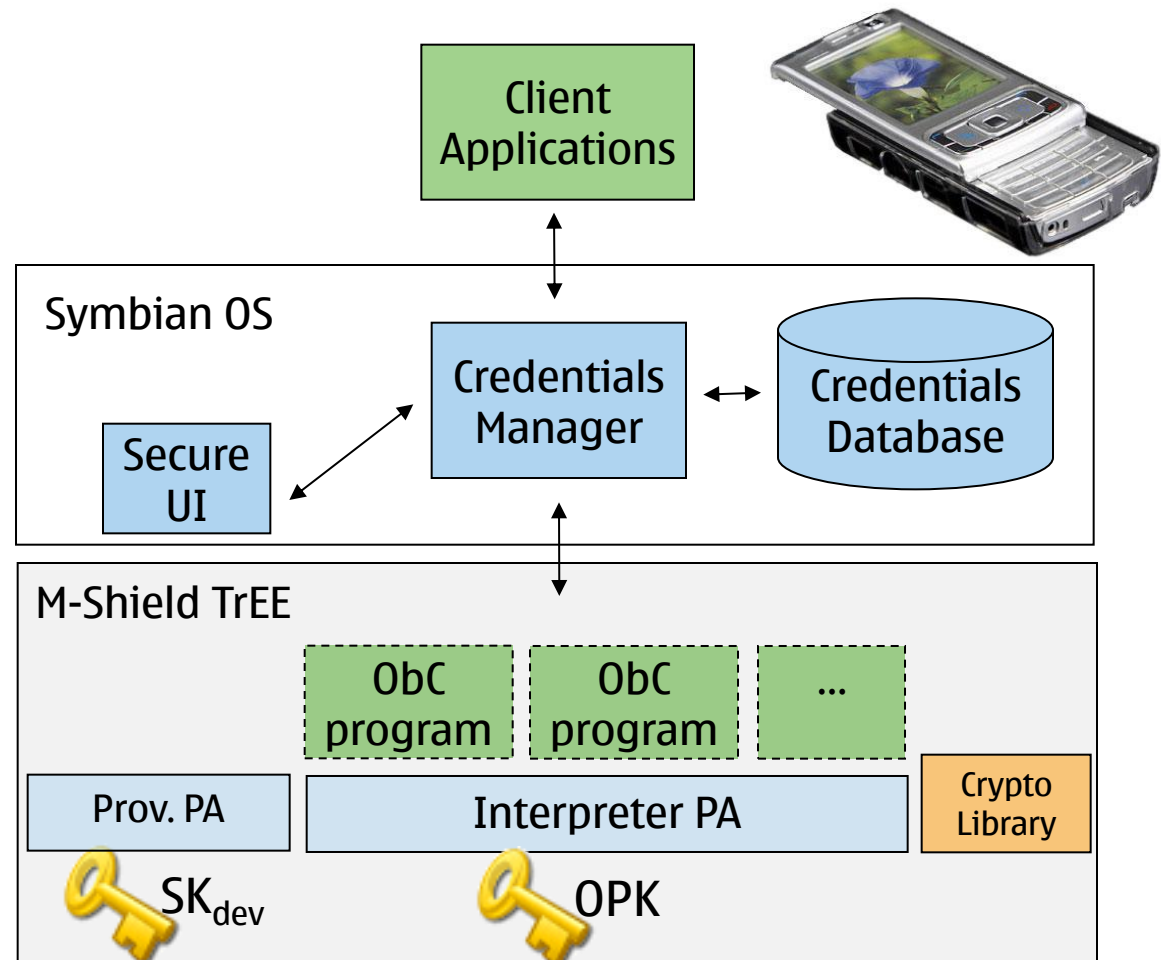 Client
Applications
Symbian OS
Credentials
Manager
Credentials
Database
Secure
UI
M-Shield TrEE
ObC
program
ObC
program
...
Prov. PA
Interpreter PA
Crypto
Library
SKdev
OPK